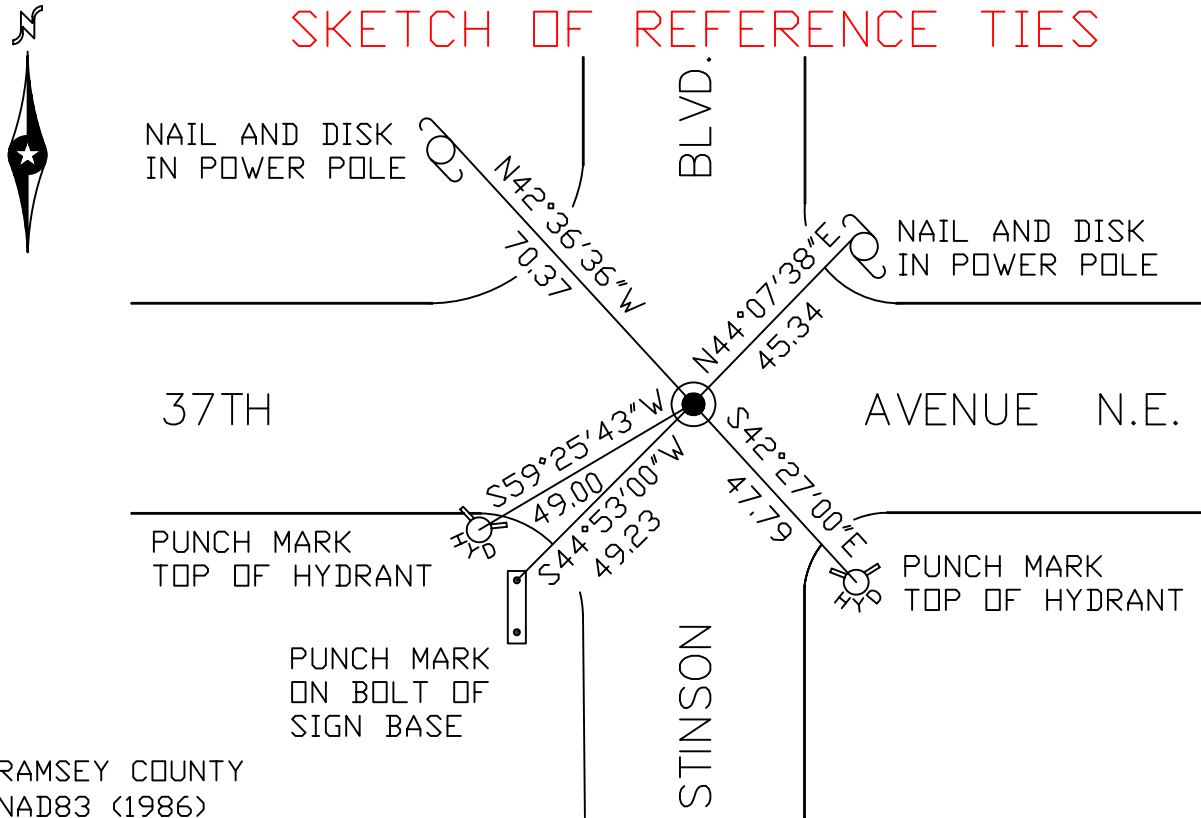 N
SKETCH OF REFERENCE TIES
BLVD.
NAIL AND DISK
IN POWER POLE
N42°36'36"W
70.37
N44°07'38"E
45.34
NAIL AND DISK
IN POWER POLE
37TH
AVENUE N.E.
S59°25'43"W
49.00
S44°53'00"W
49.23
S42°27'00"E
47.79
HYD
PUNCH MARK
TOP OF HYDRANT
HYD
PUNCH MARK
TOP OF HYDRANT
PUNCH MARK
ON BOLT OF
SIGN BASE
STINSON
RAMSEY COUNTY
NAD83 (1986)